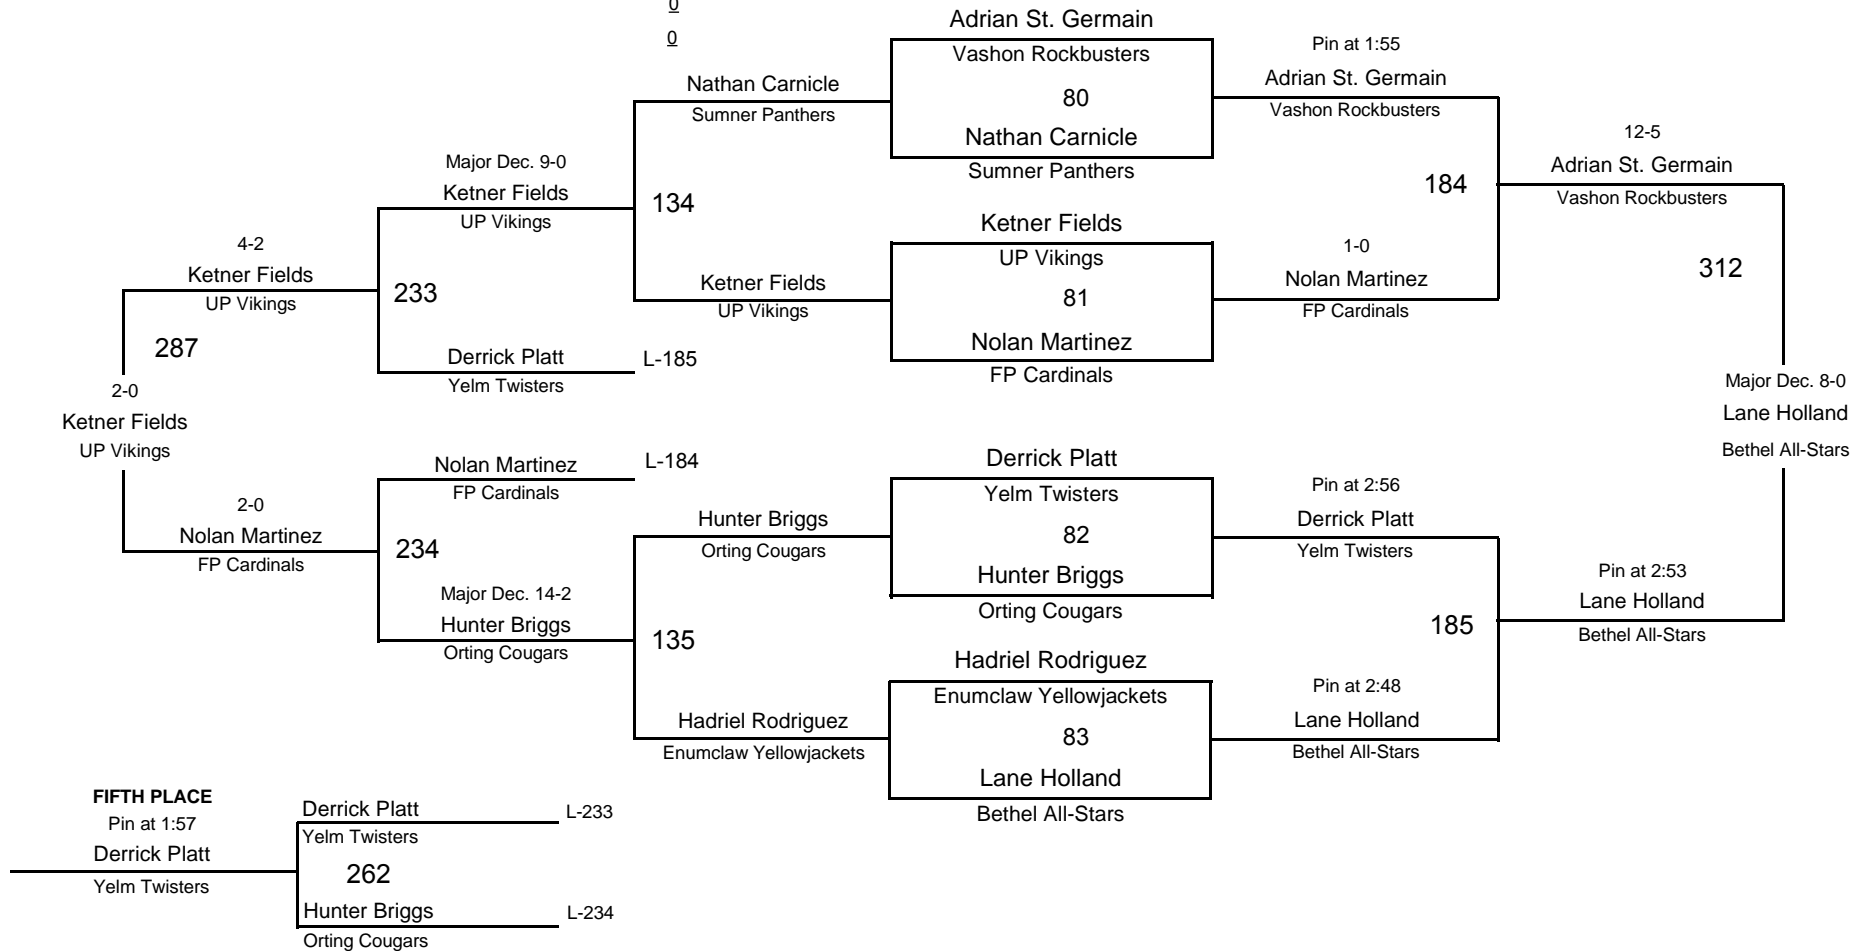 0
0
Adrian St. Germain
Vashon Rockbusters
80
Nathan Carnicle
Sumner Panthers
Pin at 1:55
Adrian St. Germain
Vashon Rockbusters
Nathan Carnicle
Sumner Panthers
12-5
Adrian St. Germain
Vashon Rockbusters
184
Major Dec. 9-0
Ketner Fields
UP Vikings
134
Ketner Fields
UP Vikings
81
Nolan Martinez
FP Cardinals
1-0
Nolan Martinez
FP Cardinals
312
4-2
Ketner Fields
UP Vikings
233
Ketner Fields
UP Vikings
287
Derrick Platt
Yelm Twisters
L-185
2-0
Ketner Fields
UP Vikings
Major Dec. 8-0
Lane Holland
Bethel All-Stars
Nolan Martinez
FP Cardinals
L-184
Derrick Platt
Yelm Twisters
82
Hunter Briggs
Orting Cougars
Pin at 2:56
Derrick Platt
Yelm Twisters
2-0
Nolan Martinez
FP Cardinals
234
Hunter Briggs
Orting Cougars
Major Dec. 14-2
Hunter Briggs
Orting Cougars
135
185
Pin at 2:53
Lane Holland
Bethel All-Stars
Hadriel Rodriguez
Enumclaw Yellowjackets
83
Lane Holland
Bethel All-Stars
Pin at 2:48
Lane Holland
Bethel All-Stars
Hadriel Rodriguez
Enumclaw Yellowjackets
FIFTH PLACE
Pin at 1:57
Derrick Platt
Yelm Twisters
Derrick Platt
Yelm Twisters
L-233
262
Hunter Briggs
Orting Cougars
L-234